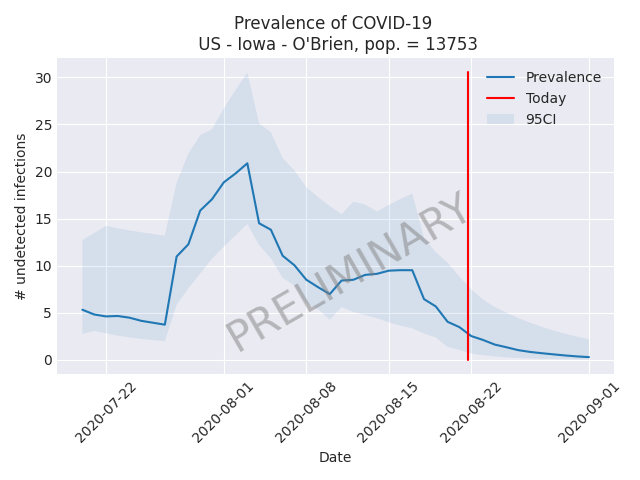 Prevalence of COVID-19
US - Iowa - O'Brien, pop. = 13753
30
25
20
15
10
5
0
# undetected infections
Prevalence
Today
95CI
PRELIMINARY
2020-07-22
2020-08-01
2020-08-08
2020-08-15
2020-08-22
2020-09-01
Date